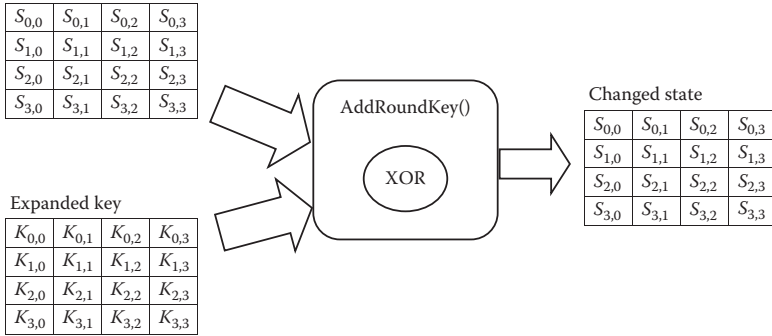 S0,0 S0,1 S0,2 S0,3
S1,0 S1,1 S1,2 S1,3
S2,0 S2,1 S2,2 S2,3
S3,0 S3,1 S3,2 S3,3
Expanded key
K0,0 K0,1 K0,2 K0,3
K1,0 K1,1 K1,2 K1,3
K2,0 K2,1 K2,2 K2,3
K3,0 K3,1 K3,2 K3,3
AddRoundKey()
XOR
Changed state
S0,0 S0,1 S0,2 S0,3
S1,0 S1,1 S1,2 S1,3
S2,0 S2,1 S2,2 S2,3
S3,0 S3,1 S3,2 S3,3